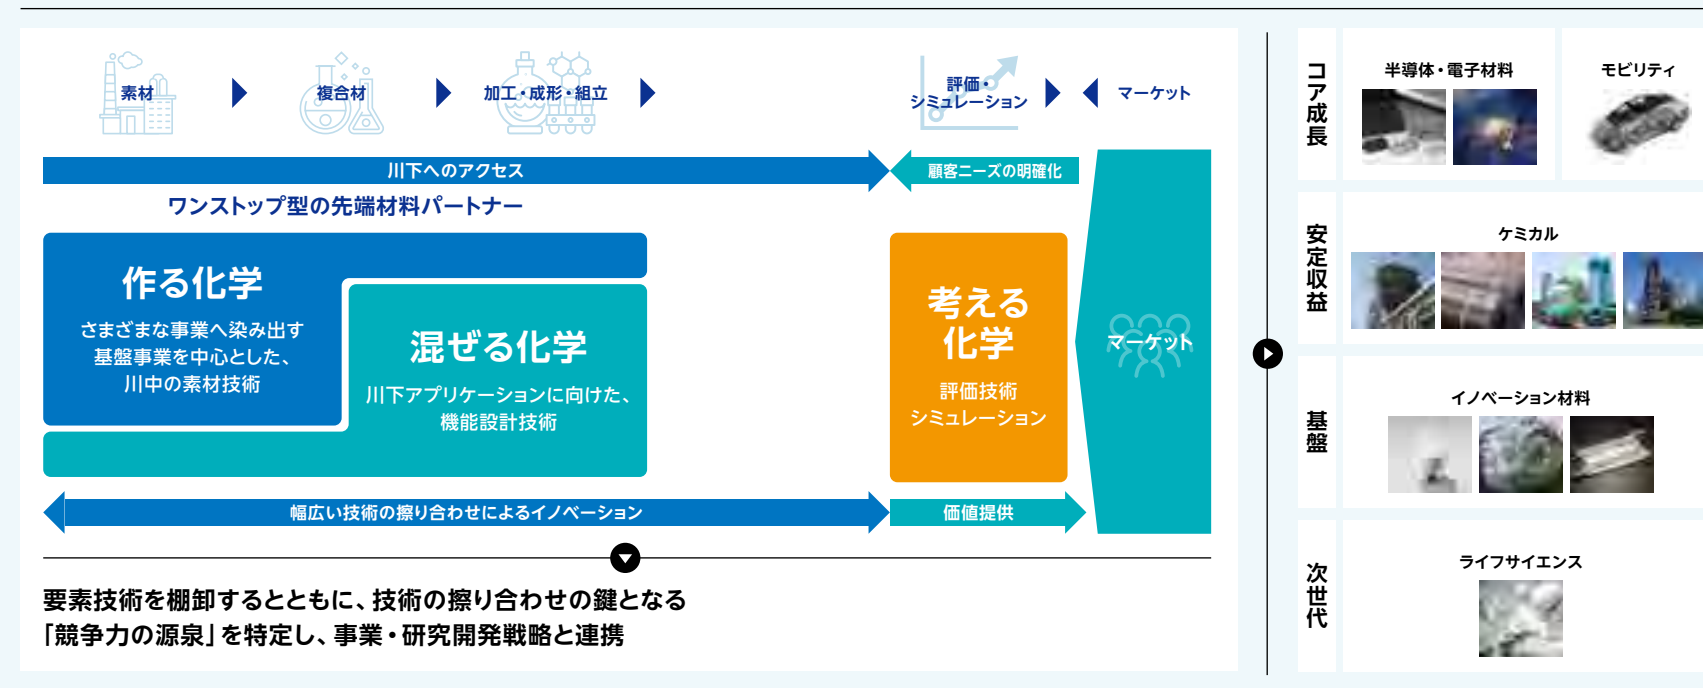 素材
複合材
加工・成形・組立
評価・
シミュレーション
マーケット
川下へのアクセス
顧客ニーズの明確化
ワンストップ型の先端材料パートナー
作る化学
さまざまな事業へ染み出す
基盤事業を中心とした、
川中の素材技術
混ぜる化学
川下アプリケーションに向けた、
機能設計技術
考える
化学
評価技術
シミュレーション
マーケット
幅広い技術の擦り合わせによるイノベーション
価値提供
要素技術を棚卸するとともに、技術の擦り合わせの鍵となる
「競争力の源泉」を特定し、事業・研究開発戦略と連携
コア成長
半導体・電子材料
モビリティ
安定収益
ケミカル
基盤
イノベーション材料
次世代
ライフサイエンス